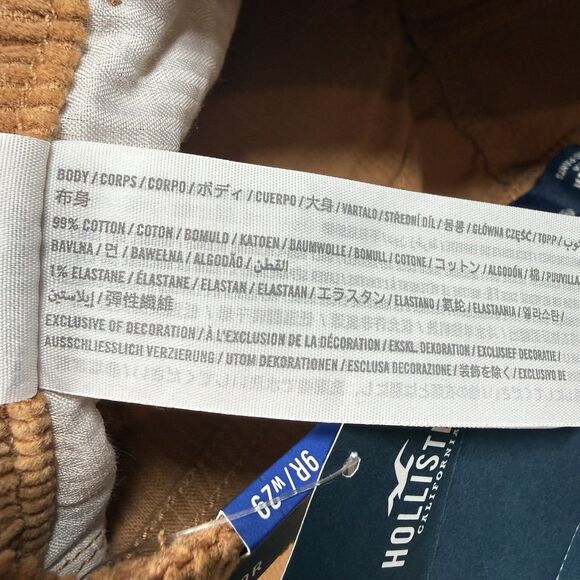 BODY / CORPS / CORPO / ボディ / CUERPO / 大身 / VARTALO / STŘEDNÍ DÍL / 몸통 / GŁÓWNA CZĘŚĆ / TOPP /
布身
99% COTTON / COTON / BOMULD / KATOEN / BAUMWOLLE / BOMULL / COTONE / コットン / ALGODÓN / 棉 / PUUVILLA
BAVLNA / 면 / BAWEŁNA / ALGODÃO / القطن
1% ELASTANE / ÉLASTANE / ELASTAN / ELASTAAN / エラスタン / ELASTANO / 氨纶 / ELASTAANIA / 엘라스탄 /
إيلاستين / 彈性纖維
EXCLUSIVE OF DECORATION / À L'EXCLUSION DE LA DÉCORATION / EKSKL. DEKORATION / EXCLUSIEF DECORATIE /
AUSSCHLIESSLICH VERZIERUNG / UTOM DEKORATIONEN / ESCLUSA DECORAZIONE / 装飾を除く / EXCLUSIVO DE
9R/W29
HOLLISTE
CALIFORNIA